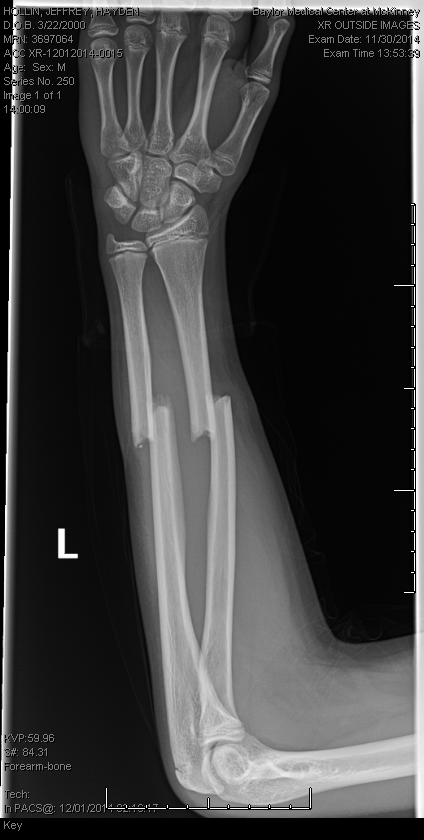 HOLLIN, JEFFREY, HAYDEN
D.O.B. 3/22/2000
MRN: 3697064
ACC XR-12012014-0015
Age: Sex: M
Series No. 250
Image 1 of 1
14:00:09
Baylor Medical Center at McKinney
XR OUTSIDE IMAGES
Exam Date: 11/30/2014
Exam Time 13:53:39
L
KVP:59.96
S#: 84.31
Forearm-bone
Tech:
in PACS@: 12/01/2014
Key